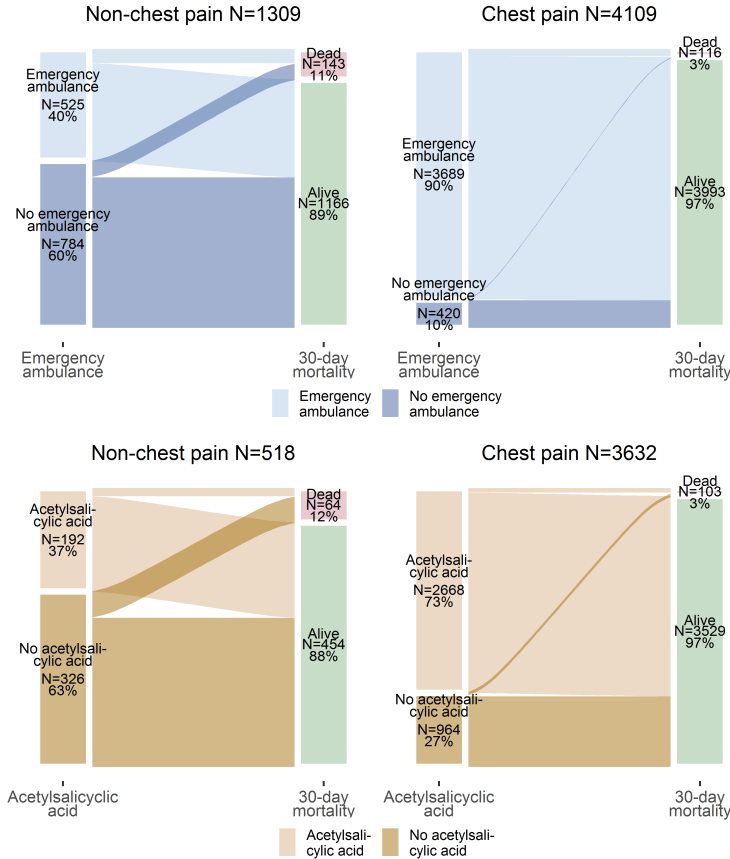 Non-chest pain N=1309
Chest pain N=4109
Emergency
ambulance
N=525
40%
No emergency
ambulance
N=784
60%
Dead
N=143
11%
Alive
N=1166
89%
Emergency
ambulance
30-day
mortality
Emergency
ambulance
N=3689
90%
No emergency
ambulance
N=420
10%
Dead
N=116
3%
Alive
N=3993
97%
Emergency
ambulance
30-day
mortality
Emergency
ambulance
No emergency
ambulance
Non-chest pain N=518
Chest pain N=3632
Acetylsali-
cylic acid
N=192
37%
No acetylsali-
cylic acid
N=326
63%
Dead
N=64
12%
Alive
N=454
88%
Acetylsalicyclic
acid
30-day
mortality
Acetylsali-
cylic acid
N=2668
73%
No acetylsali-
cylic acid
N=964
27%
Dead
N=103
3%
Alive
N=3529
97%
Acetylsalicyclic
acid
30-day
mortality
Acetylsali-
cylic acid
No acetylsali-
cylic acid